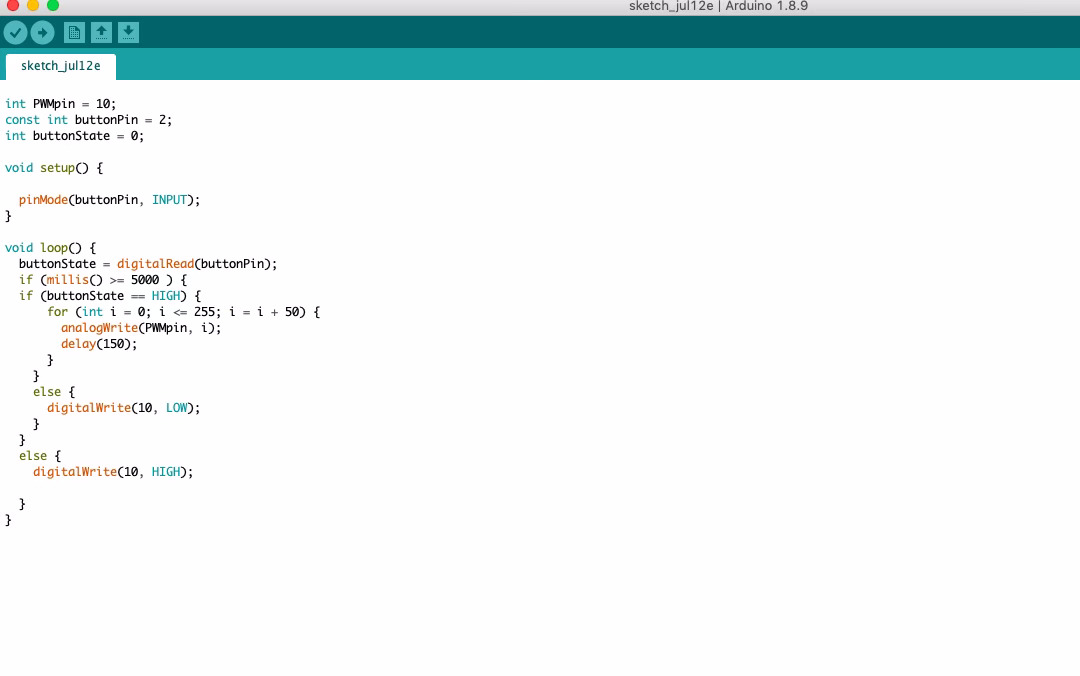 sketch_jul12e | Arduino 1.8.9
sketch_jul12e
int PWMpin = 10;
const int buttonPin = 2;
int buttonState = 0;
void setup() {
pinMode(buttonPin, INPUT);
}
void loop() {
buttonState = digitalRead(buttonPin);
if (millis() >= 5000 ) {
if (buttonState == HIGH) {
for (int i = 0; i <= 255; i = i + 50) {
analogWrite(PWMpin, i);
delay(150);
}
}
else {
digitalWrite(10, LOW);
}
}
else {
digitalWrite(10, HIGH);
}
}